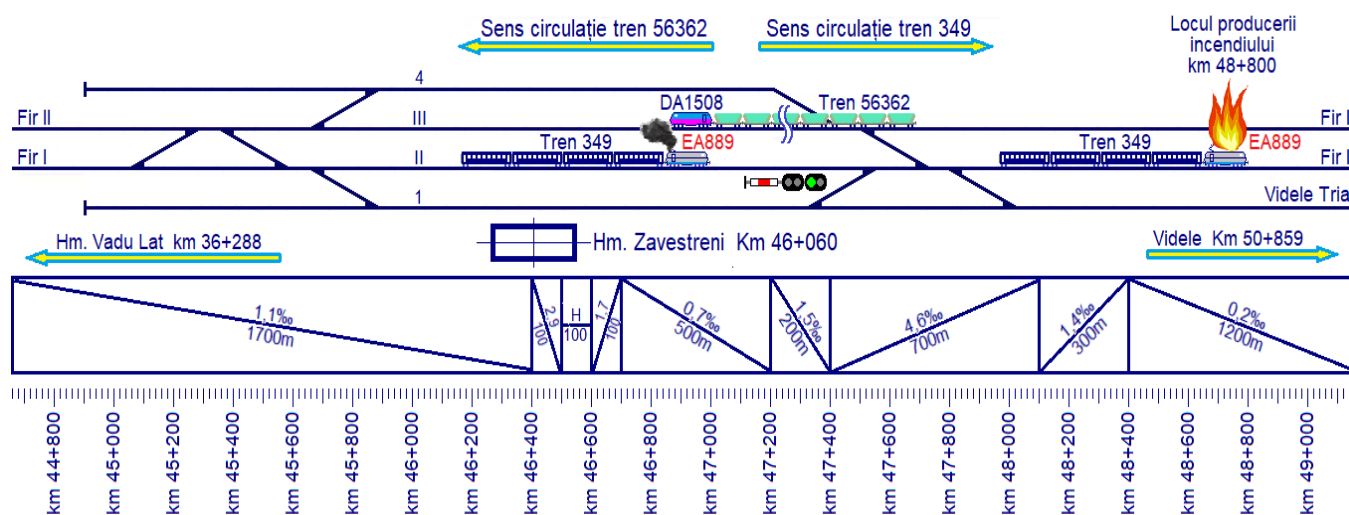 Sens circulație tren 56362
Sens circulație tren 349
Locul producerii
incendiului
km 48+800
4
DA1508
Tren 56362
Fir II
III
Fir I
Tren 349
EA889
Tren 349
EA889
Fir I
II
Fir I
1
Videle Tria
Hm. Vadu Lat km 36+288
Hm. Zavestreni Km 46+060
Videle Km 50+859
1,1‰
1700m
2,9
100
H
100
1,7
100
0,7‰
500m
1,5‰
200m
4,6‰
700m
1,4‰
300m
0,2‰
1200m
km 44+800
km 45+000
km 45+200
km 45+400
km 45+600
km 45+800
km 46+000
km 46+200
km 46+400
km 46+600
km 46+800
km 47+000
km 47+200
km 47+400
km 47+600
km 47+800
km 48+000
km 48+200
km 48+400
km 48+600
km 48+800
km 49+000